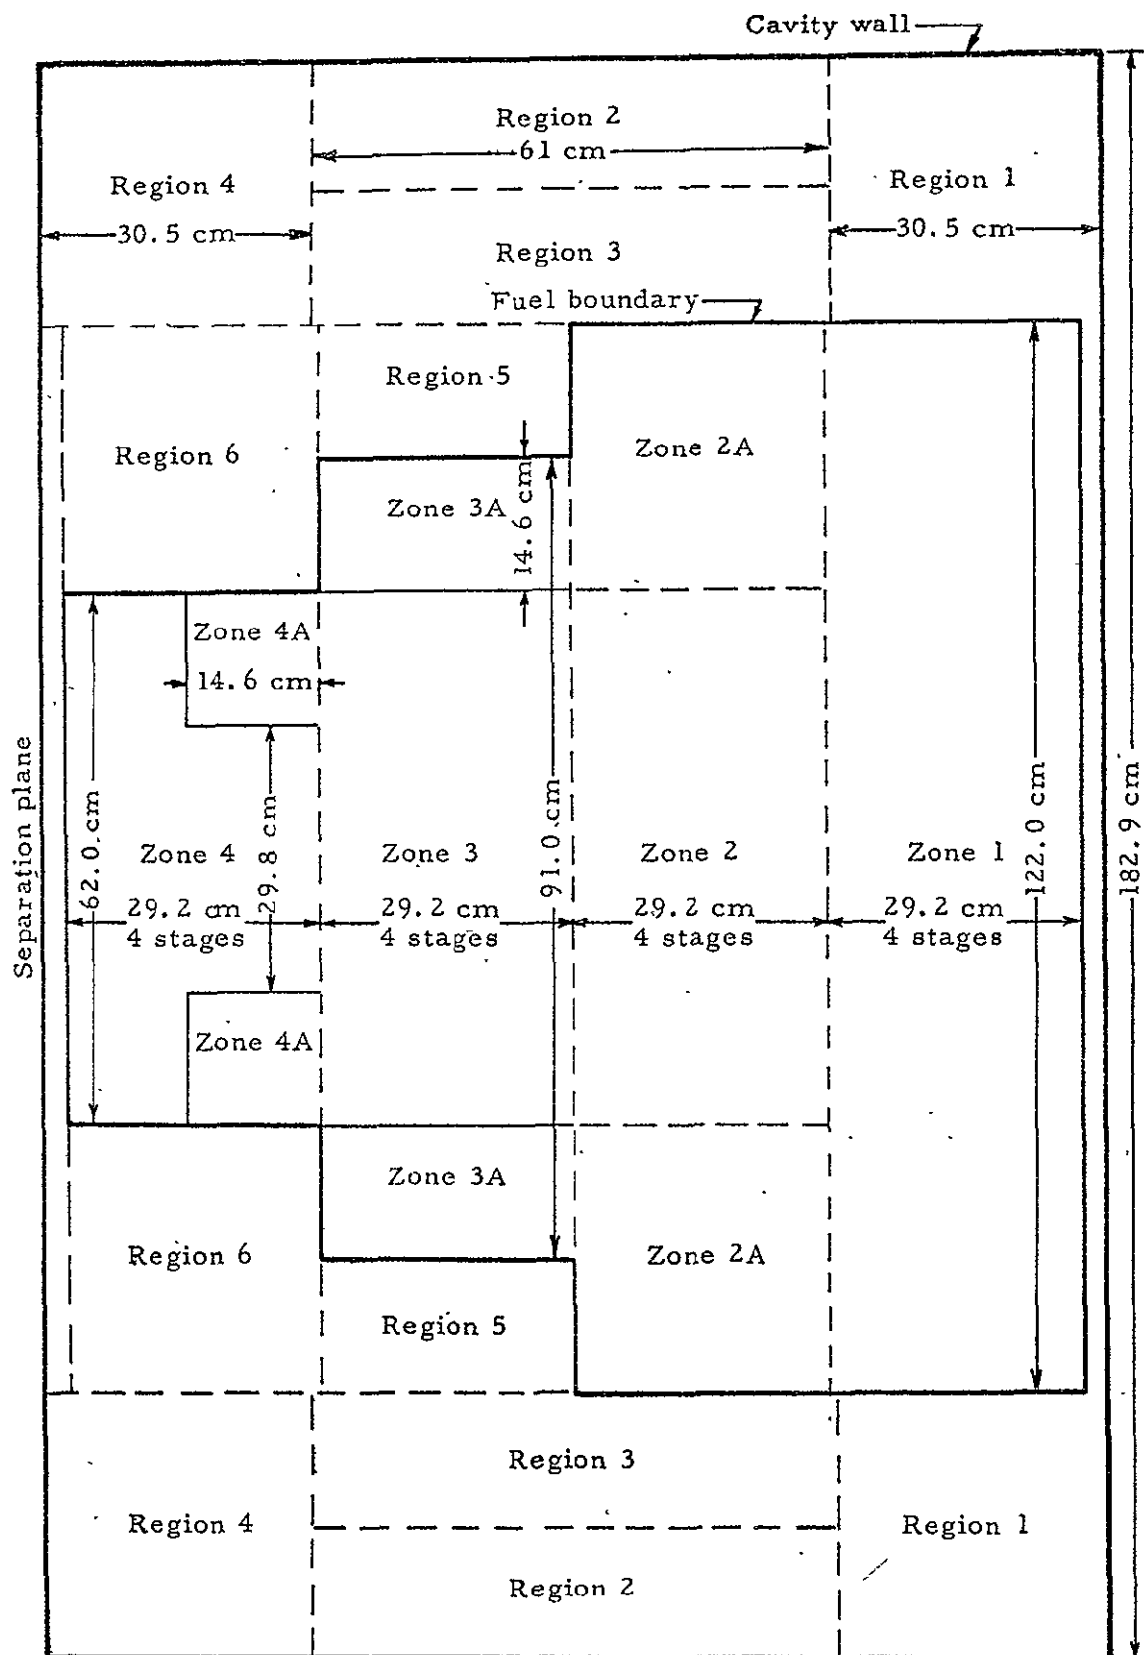 Cavity wall
Region 2
61 cm
Region 4
Region 1
30.5 cm
30.5 cm
Region 3
Fuel boundary
Region 5
Region 6
Zone 2A
14.6 cm
Zone 3A
Zone 4A
14.6 cm
Separation plane
62.0 cm
29.8 cm
91.0 cm
122.0 cm
182.9 cm
Zone 4
Zone 3
Zone 2
Zone 1
29.2 cm
4 stages
29.2 cm
4 stages
29.2 cm
4 stages
29.2 cm
4 stages
Zone 4A
Zone 3A
Region 6
Zone 2A
Region 5
Region 3
Region 4
Region 1
Region 2